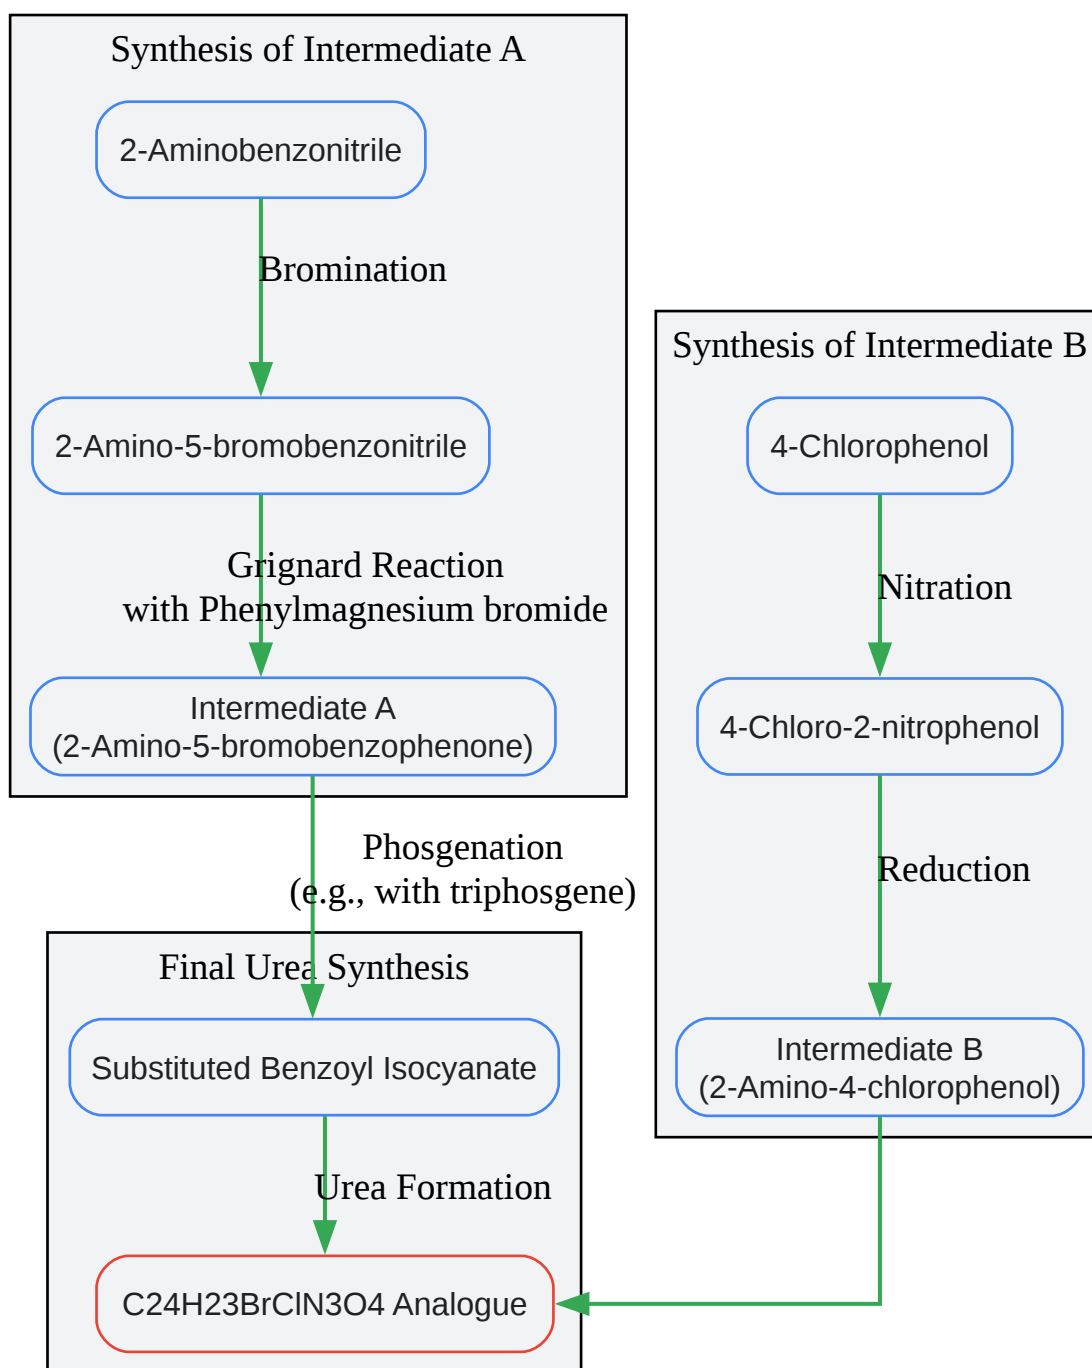 Synthesis of Intermediate A
2-Aminobenzonitrile
Bromination
2-Amino-5-bromobenzonitrile
Grignard Reaction
with Phenylmagnesium bromide
Intermediate A
(2-Amino-5-bromobenzophenone)
Phosgenation
(e.g., with triphosgene)
Synthesis of Intermediate B
4-Chlorophenol
Nitration
4-Chloro-2-nitrophenol
Reduction
Intermediate B
(2-Amino-4-chlorophenol)
Final Urea Synthesis
Substituted Benzoyl Isocyanate
Urea Formation
C24H23BrClN3O4 Analogue